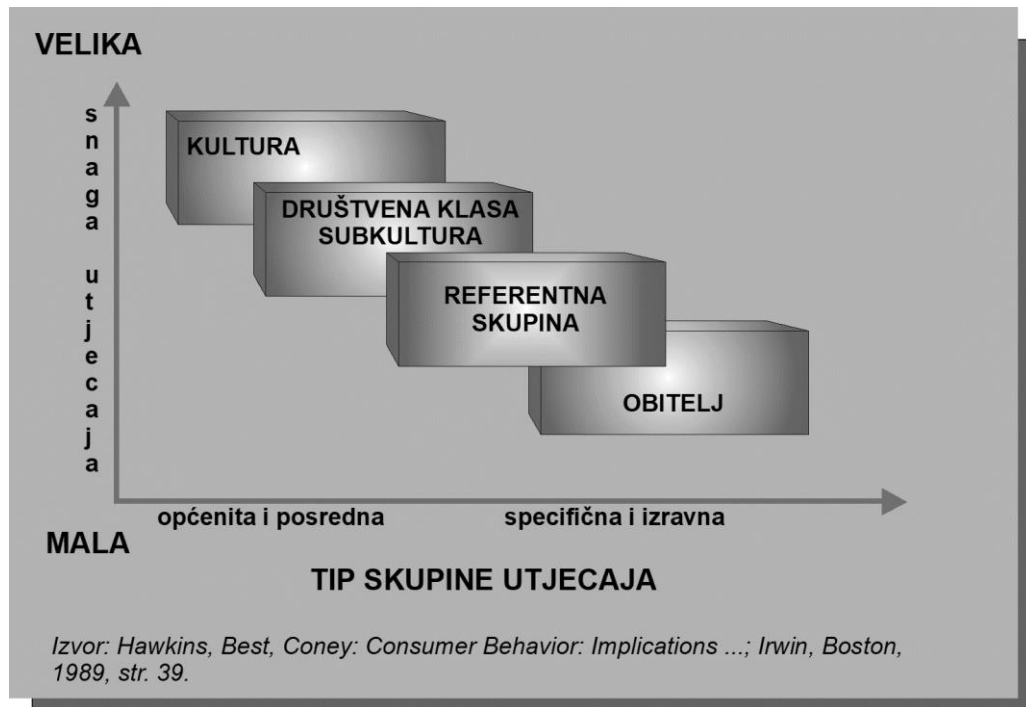 VELIKA
snaga utjecaja
KULTURA
DRUŠTVENA KLASA
SUBKULTURA
REFERENTNA
SKUPINA
OBITELJ
općenita i posredna
specifična i izravna
MALA
TIP SKUPINE UTJECAJA
Izvor: Hawkins, Best, Coney: Consumer Behavior: Implications ...; Irwin, Boston,
1989, str. 39.